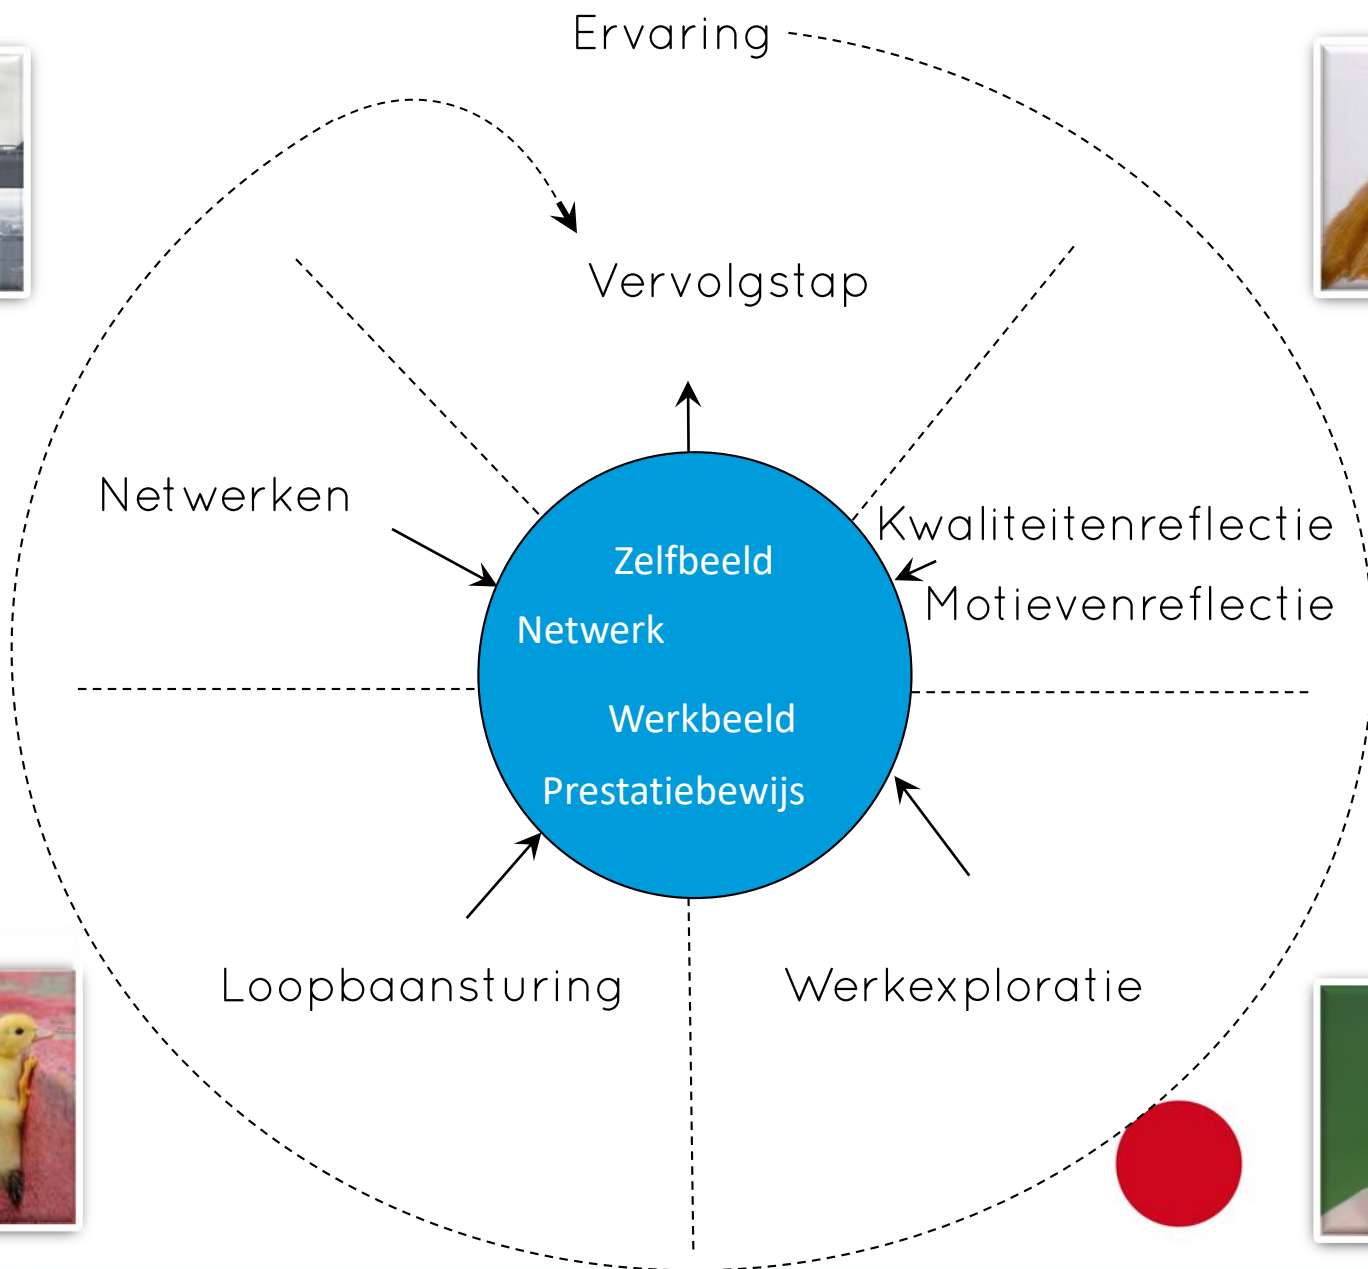 Ervaring
Vervolgstap
Netwerken
Kwaliteitenreflectie
Motievenreflectie
Zelfbeeld
Netwerk
Werkbeeld
Prestatiebewijs
Loopbaansturing
Werkexploratie